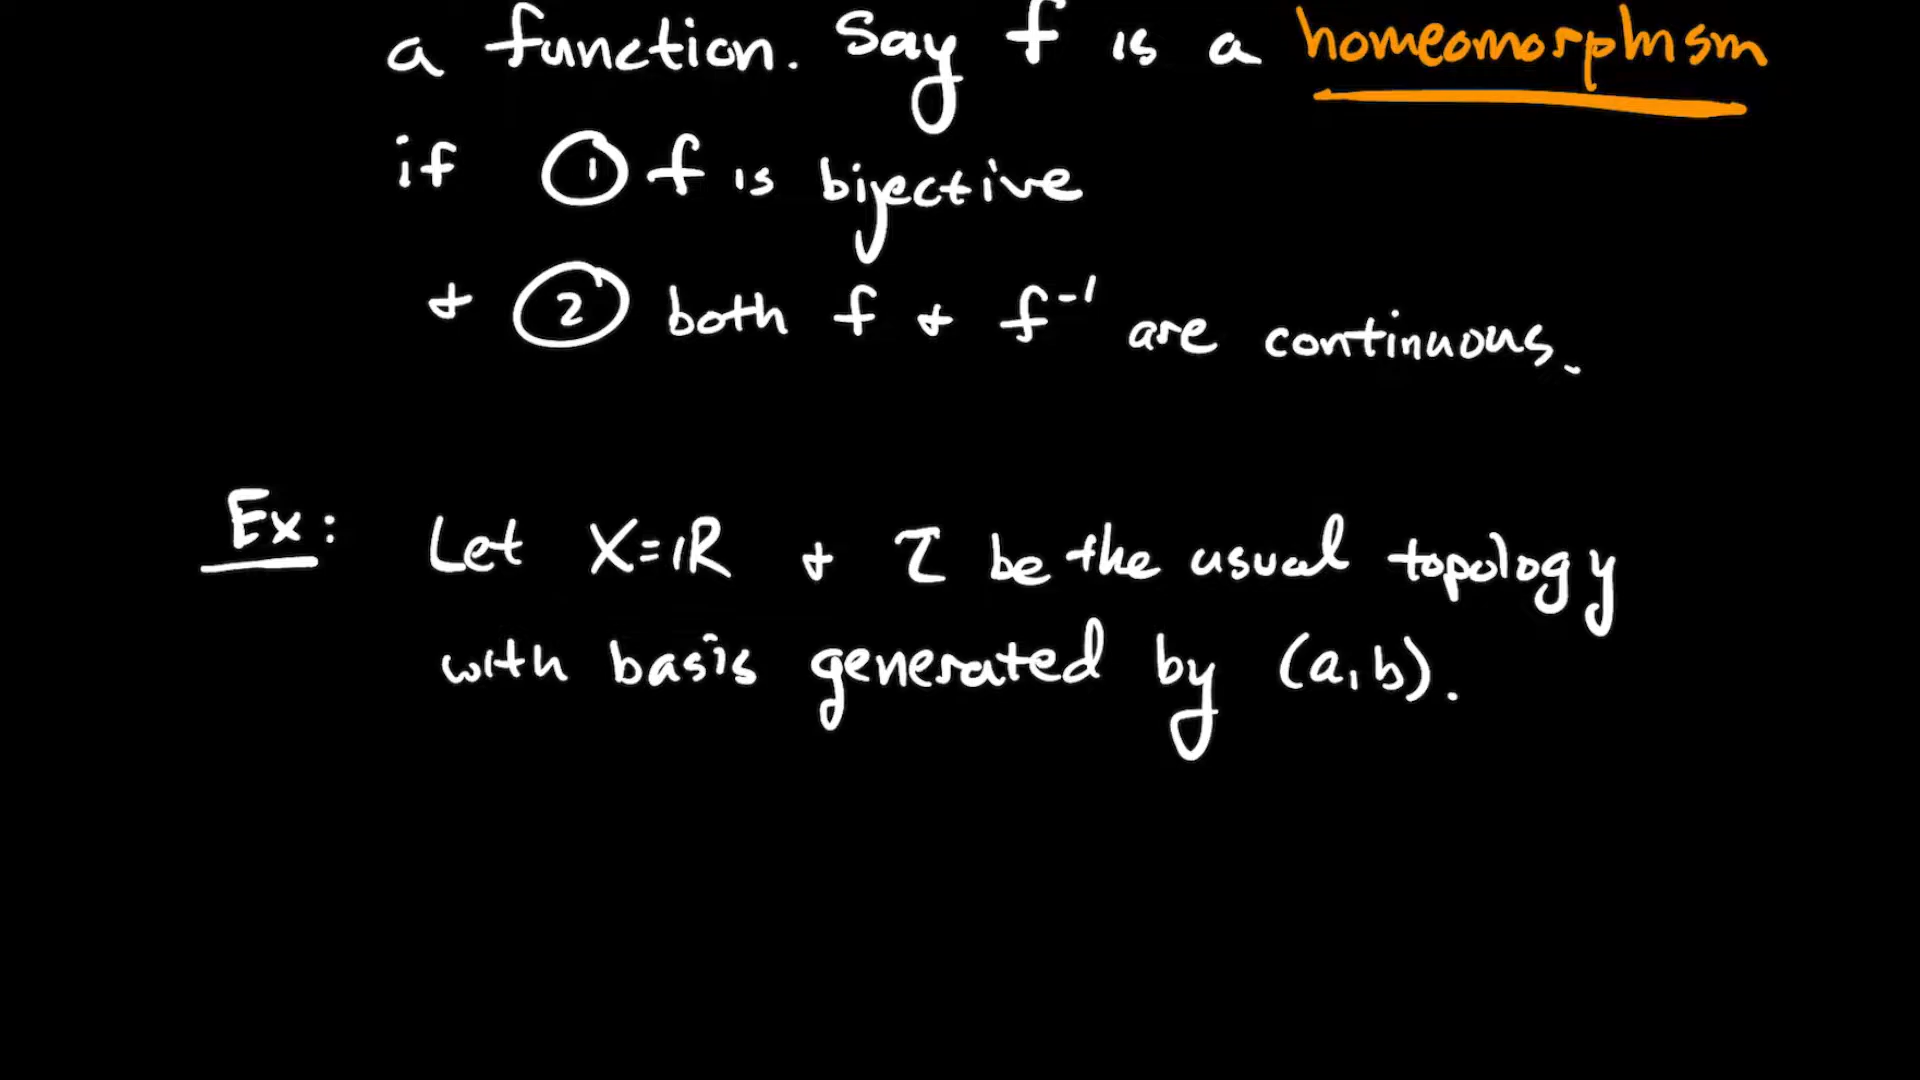 a function. Say f is a homeomorphism
if ① f is bijective
& ② both f & f⁻¹ are continuous.
Ex: Let X=ℝ & τ be the usual topology
with basis generated by (a,b).